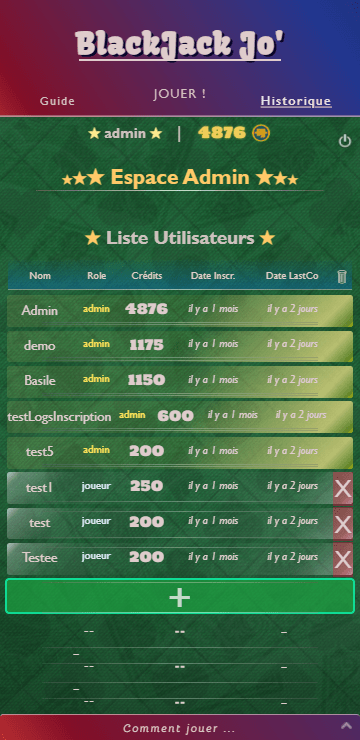 BlackJack Jo'
Guide JOUER ! Historique
★ admin ★ | 4876
★★★ Espace Admin ★★★
★ Liste Utilisateurs ★
Nom Role Crédits Date Inscr. Date LastCo
Admin admin 4876 il y a 1 mois il y a 2 jours
demo admin 1175 il y a 1 mois il y a 2 jours
Basile admin 1150 il y a 1 mois il y a 2 jours
testLogsInscription admin 600 il y a 1 mois il y a 2 jours
test5 admin 200 il y a 1 mois il y a 2 jours
test1 joueur 250 il y a 1 mois il y a 2 jours X
test joueur 200 il y a 1 mois il y a 2 jours X
Testee joueur 200 il y a 1 mois il y a 2 jours X
+
-- -- –
–
-- -- –
–
-- -- –
Comment jouer ...